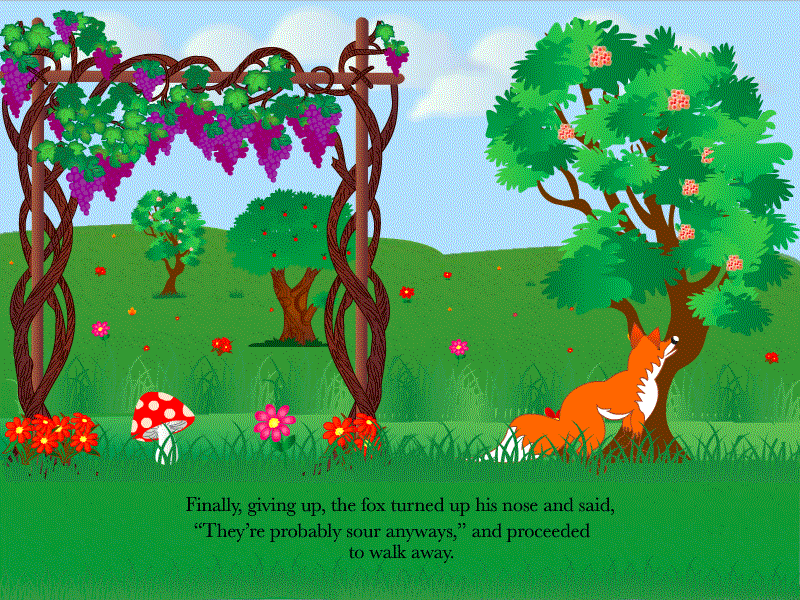 Finally, giving up, the fox turned up his nose and said,
“They’re probably sour anyways,” and proceeded
to walk away.